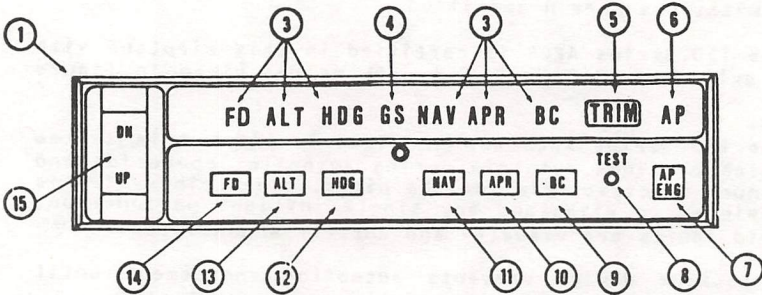 3 4 3 5 6
1
FD ALT HDG GS NAV APR BC TRIM AP
DN
UP
15
TEST
FD ALT HDG NAV APR BC AP ENG
14 13 12 11 10 9 8 7